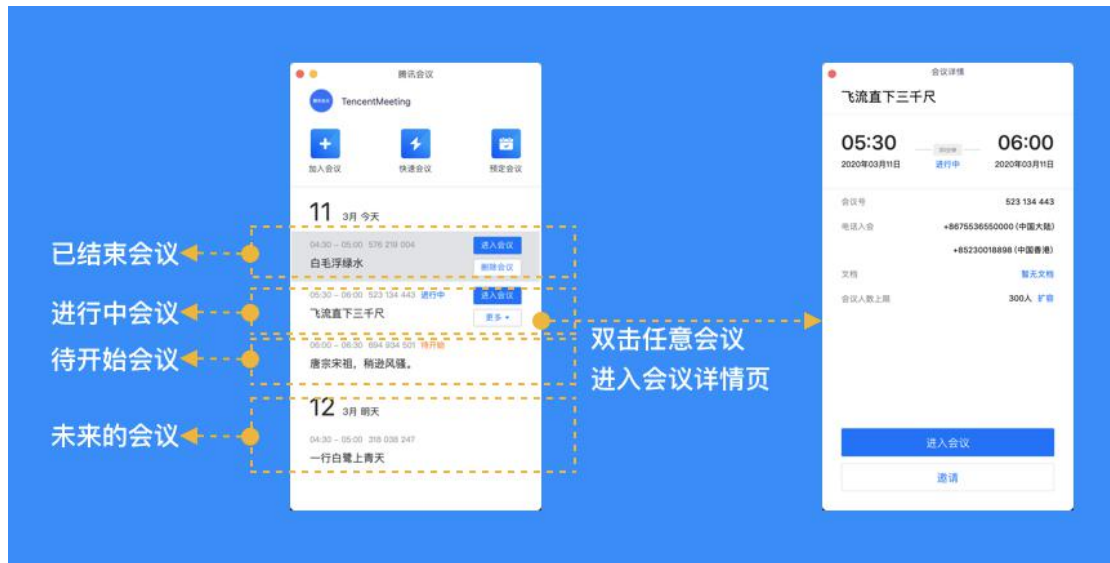 腾讯会议
TencentMeeting
加入会议
快速会议
预定会议
11 3月 今天
已结束会议
04:30 – 05:00 576 218 004
进入会议
白毛浮绿水
删除会议
进行中会议
05:30 – 06:00 523 134 443 进行中
进入会议
飞流直下三千尺
更多
待开始会议
06:00 – 06:30 694 934 501 待开始
唐宗宋祖，稍逊风骚。
12 3月 明天
未来的会议
04:30 – 05:00 318 038 247
一行白鹭上青天
双击任意会议
进入会议详情页
会议详情
飞流直下三千尺
05:30
06:00
2020年03月11日
进行中
2020年03月11日
会议号
523 134 443
电话入会
+8675536550000 (中国大陆)
+85230018898 (中国香港)
文档
暂无文档
会议人数上限
300人 扩容
进入会议
邀请